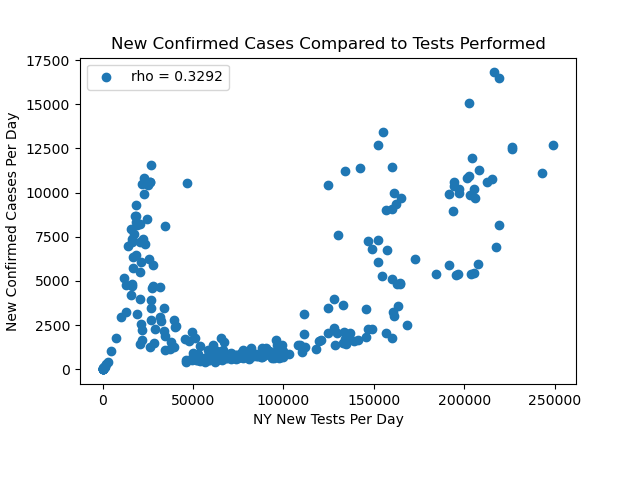 New Confirmed Cases Compared to Tests Performed
rho = 0.3292
17500
15000
12500
10000
7500
5000
2500
0
New Confirmed Caeses Per Day
0 50000 100000 150000 200000 250000
NY New Tests Per Day